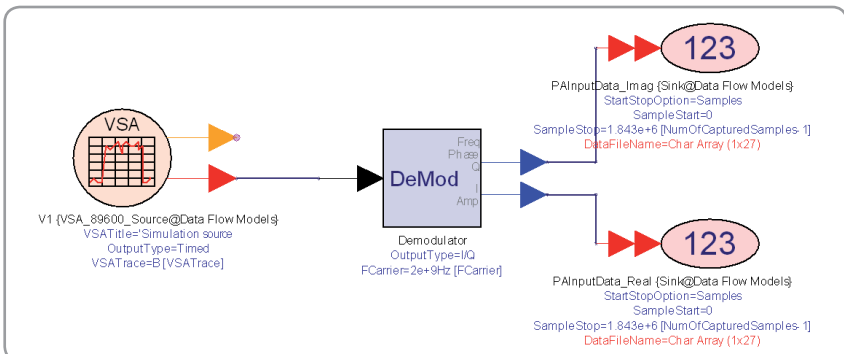 VSA
V1 {VSA_89600_Source@Data Flow Models}
VSATitle='Simulation source
OutputType=Timed
VSATrace=B [VSATrace]
DeMod
Freq
Phase
Q
I
Amp
Demodulator
OutputType=I/Q
FCarrier=2e+9Hz [FCarrier]
123
PAInputData_Imag {Sink@Data Flow Models}
StartStopOption=Samples
SampleStart=0
SampleStop=1.843e+6 [NumOfCapturedSamples-1]
DataFileName=Char Array (1x27)
123
PAInputData_Real {Sink@Data Flow Models}
StartStopOption=Samples
SampleStart=0
SampleStop=1.843e+6 [NumOfCapturedSamples-1]
DataFileName=Char Array (1x27)